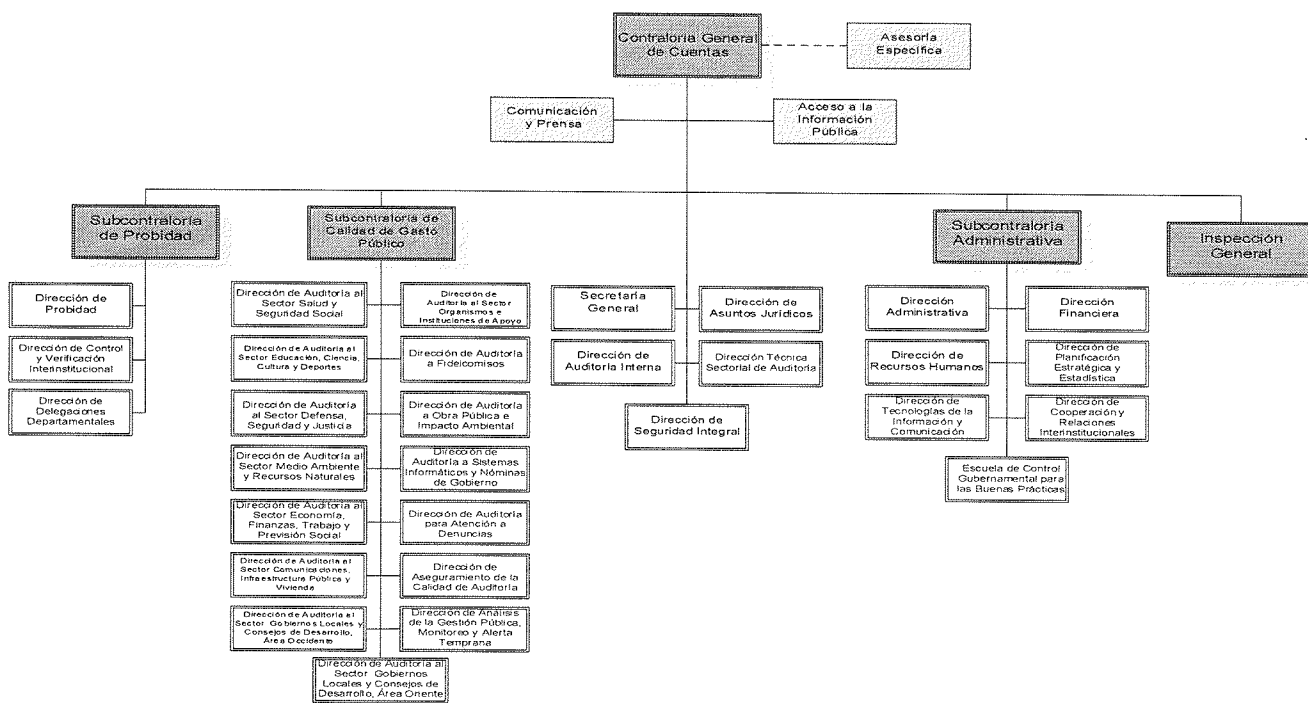 Contraloría General
de Cuentas
Asesoría
Específica
Comunicación
y Prensa
Acceso a la
Información
Pública
Subcontraloría
de Probidad
Subcontraloría de
Calidad de Gasto
Público
Subcontraloría
Administrativa
Inspección
General
Dirección de
Probidad
Dirección de Control
y Verificación
Interinstitucional
Dirección de
Delegaciones
Departamentales
Dirección de Auditoría al
Sector Salud y
Seguridad Social
Dirección de
Auditoría al Sector
Organismos e
Instituciones de Apoyo
Dirección de Auditoría al
Sector Educación, Ciencia,
Cultura y Deportes
Dirección de Auditoría
a Fideicomisos
Dirección de Auditoría
al Sector Defensa,
Seguridad y Justicia
Dirección de Auditoría
a Obra Pública e
Impacto Ambiental
Dirección de Auditoría al
Sector Medio Ambiente
y Recursos Naturales
Dirección de
Auditoría a Sistemas
Informáticos y Nóminas
de Gobierno
Dirección de Auditoría al
Sector Economía,
Finanzas, Trabajo y
Previsión Social
Dirección de Auditoría
para Atención a
Denuncias
Dirección de Auditoría al
Sector Comunicaciones,
Infraestructura Pública y
Vivienda
Dirección de
Aseguramiento de la
Calidad de Auditoría
Dirección de Auditoría al
Sector Gobiernos Locales y
Consejos de Desarrollo,
Área Occidente
Dirección de Análisis
de la Gestión Pública,
Monitoreo y Alerta
Temprana
Dirección de Auditoría al
Sector Gobiernos
Locales y Consejos de
Desarrollo, Área Oriente
Secretaría
General
Dirección de
Asuntos Jurídicos
Dirección de
Auditoría Interna
Dirección Técnica
Sectorial de Auditoría
Dirección de
Seguridad Integral
Dirección
Administrativa
Dirección
Financiera
Dirección de
Recursos Humanos
Dirección de
Planificación
Estratégica y
Estadística
Dirección de
Tecnologías de la
Información y
Comunicación
Dirección de
Cooperación y
Relaciones
Interinstitucionales
Escuela de Control
Gubernamental para
las Buenas Prácticas